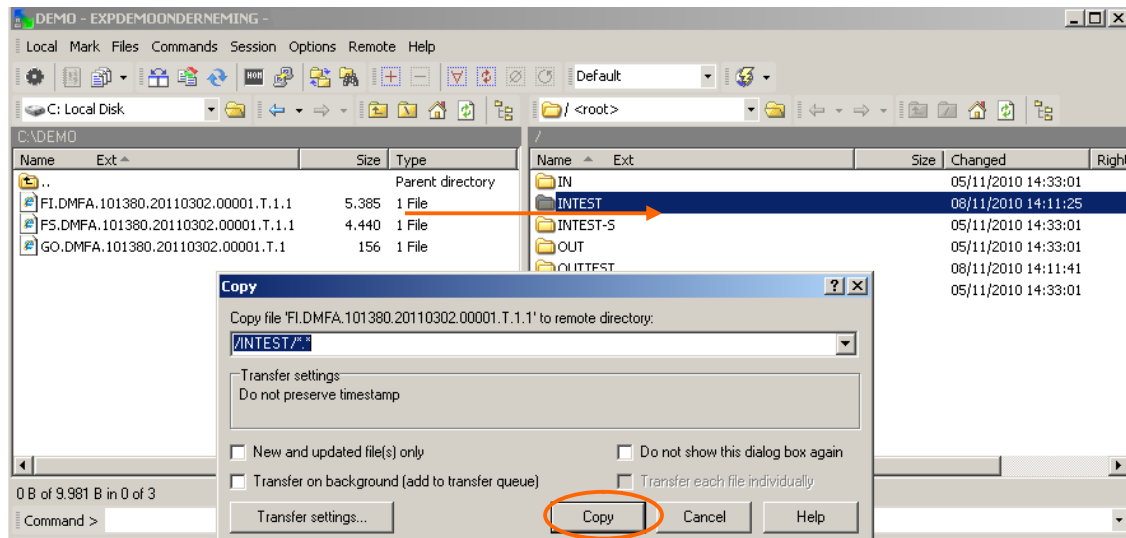 DEMO - EXPDEMOONDERNEMING -
Local Mark Files Commands Session Options Remote Help
Default
C: Local Disk
/ <root>
C:\DEMO
/
Name Ext Size Type
Name Ext Size Changed Righ
.. Parent directory
IN 05/11/2010 14:33:01
FI.DMFA.101380.20110302.00001.T.1.1 5.385 1 File
INTEST 08/11/2010 14:11:25
FS.DMFA.101380.20110302.00001.T.1.1 4.440 1 File
INTEST-S 05/11/2010 14:33:01
GO.DMFA.101380.20110302.00001.T.1 156 1 File
OUT 05/11/2010 14:33:01
OUTTEST 08/11/2010 14:11:41
05/11/2010 14:33:01
Copy
Copy file 'FI.DMFA.101380.20110302.00001.T.1.1' to remote directory:
/INTEST/*.*
Transfer settings
Do not preserve timestamp
New and updated file(s) only
Do not show this dialog box again
Transfer on background (add to transfer queue)
Transfer each file individually
Transfer settings...
Copy
Cancel
Help
0 B of 9.981 B in 0 of 3
Command >